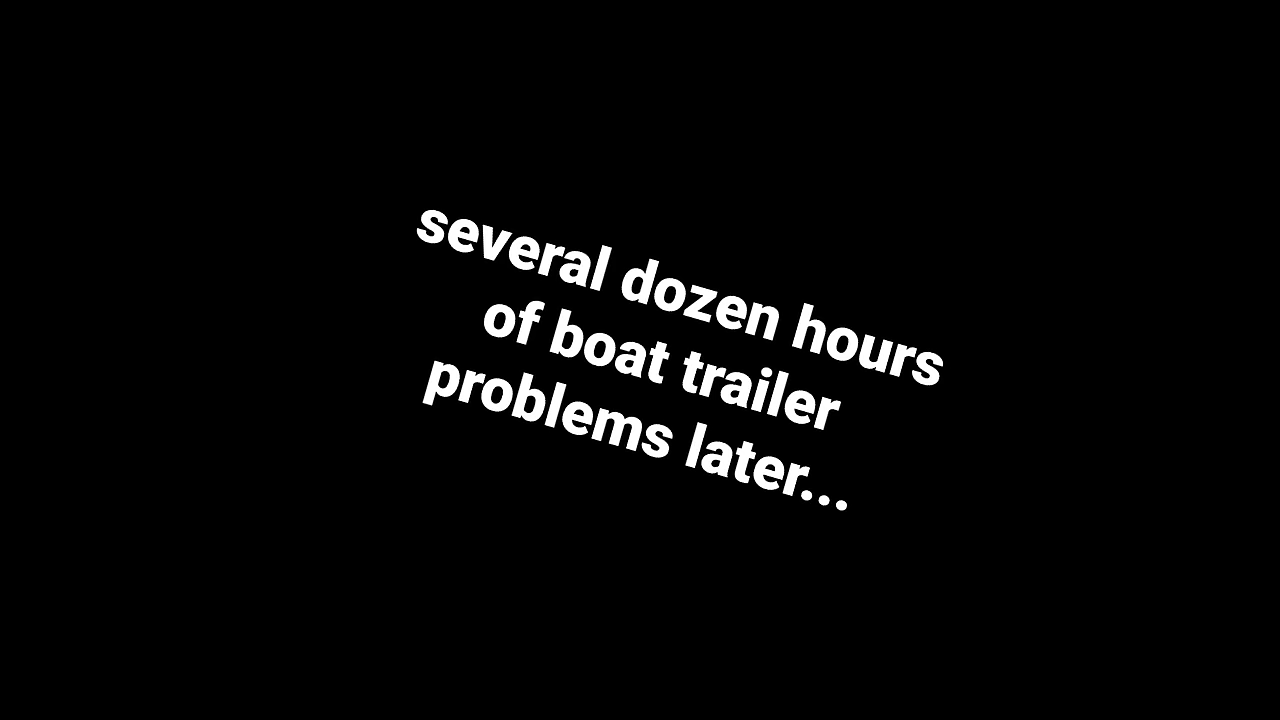 several dozen hours
of boat trailer
problems later...